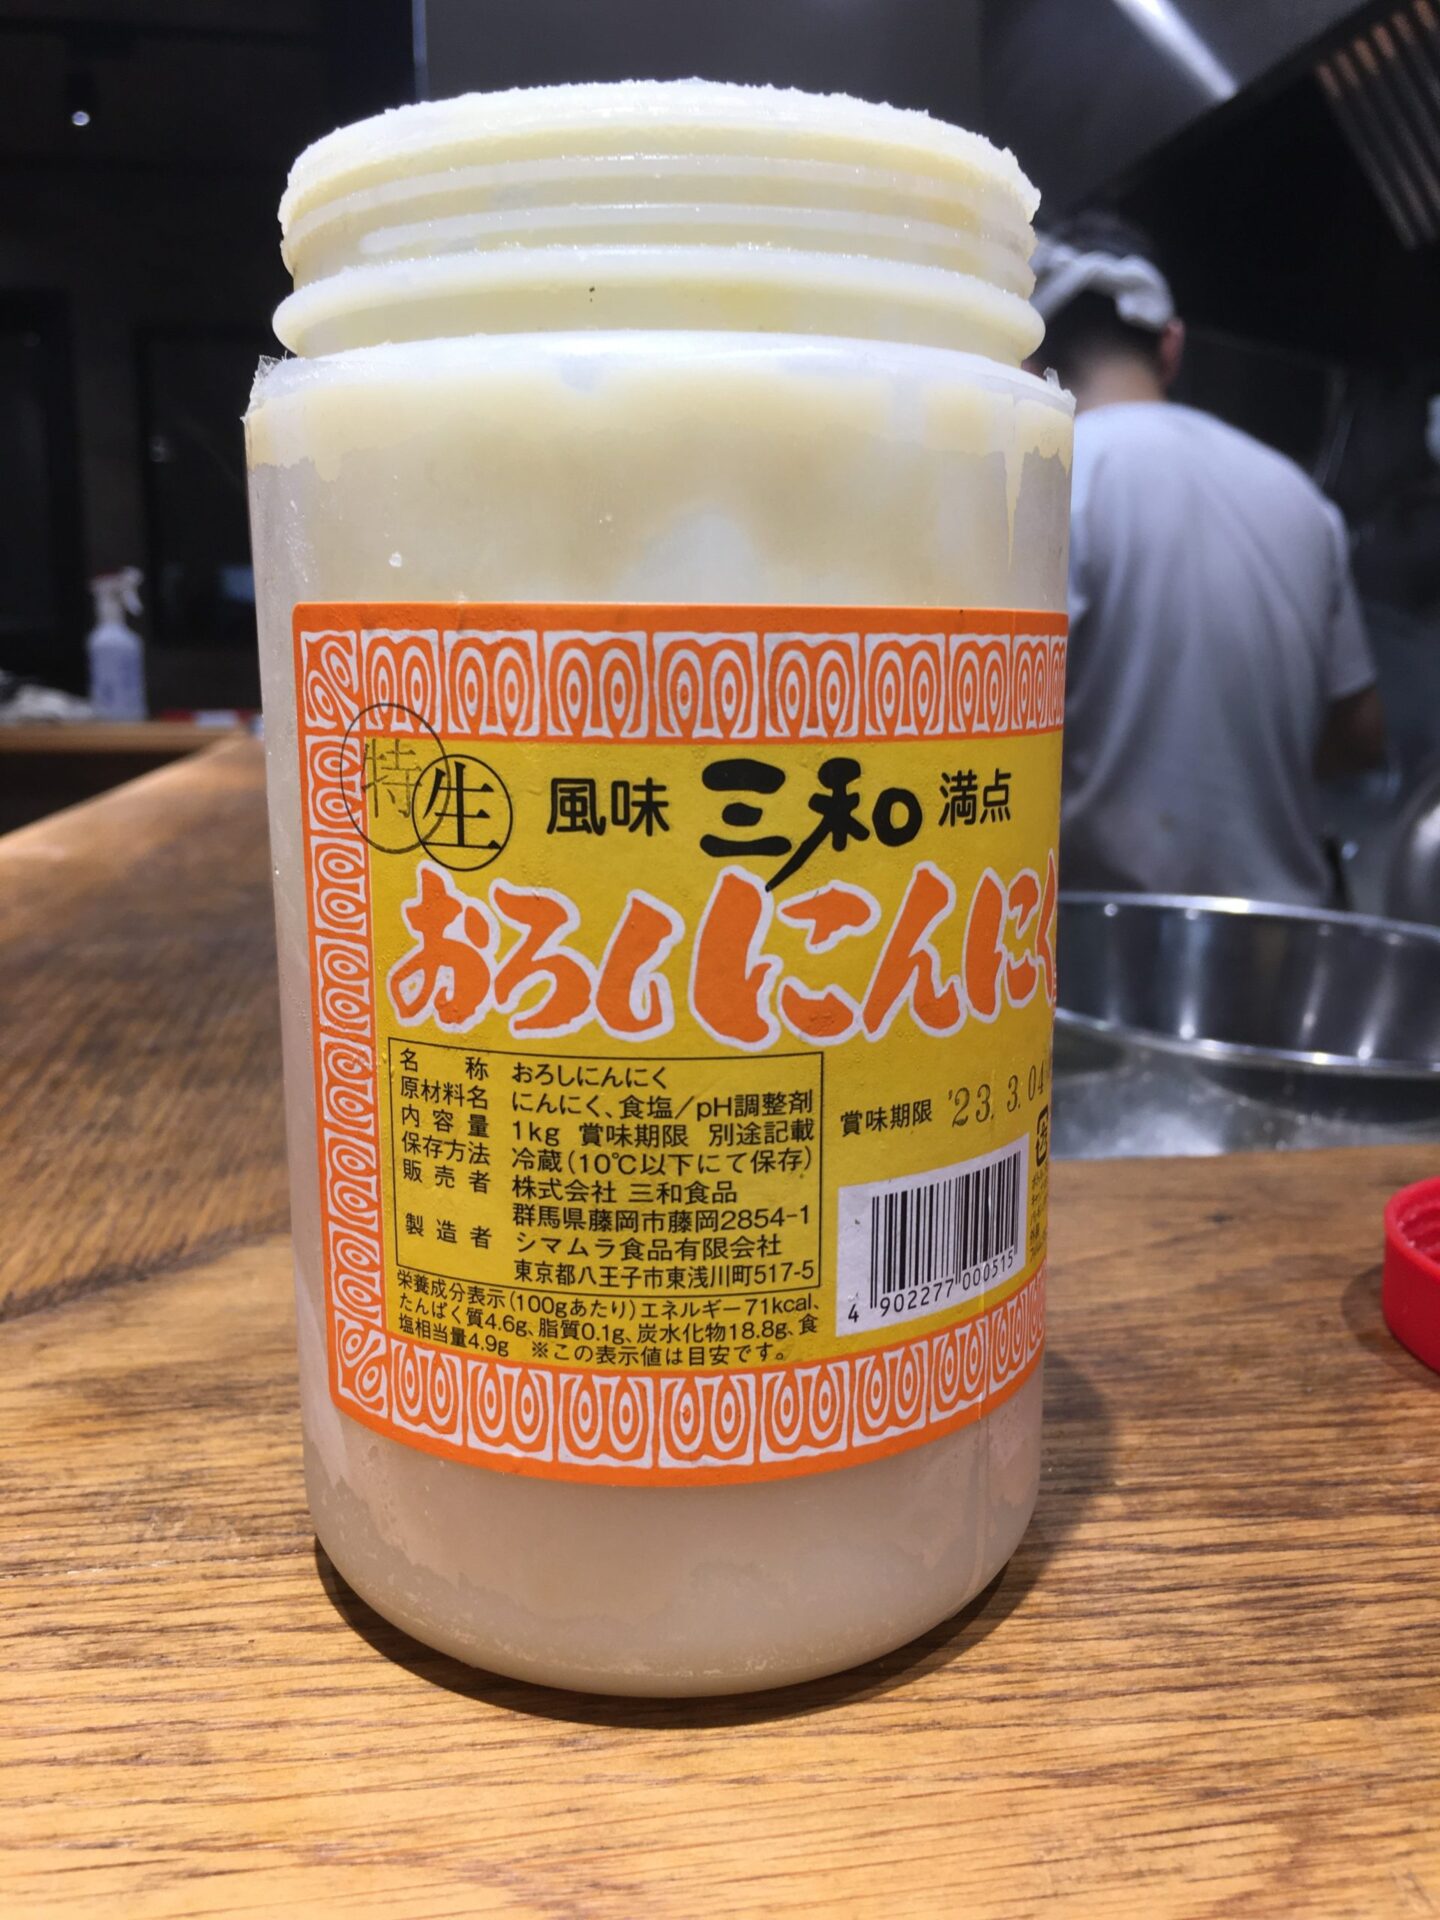 特
生
風味 三和 満点
おろしにんにく
名称 おろしにんにく
原材料名 にんにく、食塩/pH調整剤
内容量 1kg 賞味期限 別途記載
保存方法 冷蔵(10℃以下にて保存)
販売者 株式会社 三和食品
群馬県藤岡市藤岡2854-1
製造者 シマムラ食品有限会社
東京都八王子市東浅川町517-5
栄養成分表示(100gあたり)エネルギー71kcal、
たんぱく質4.6g、脂質0.1g、炭水化物18.8g、食
塩相当量4.9g ※この表示値は目安です。
賞味期限 '23.3.04
4 902277 000515